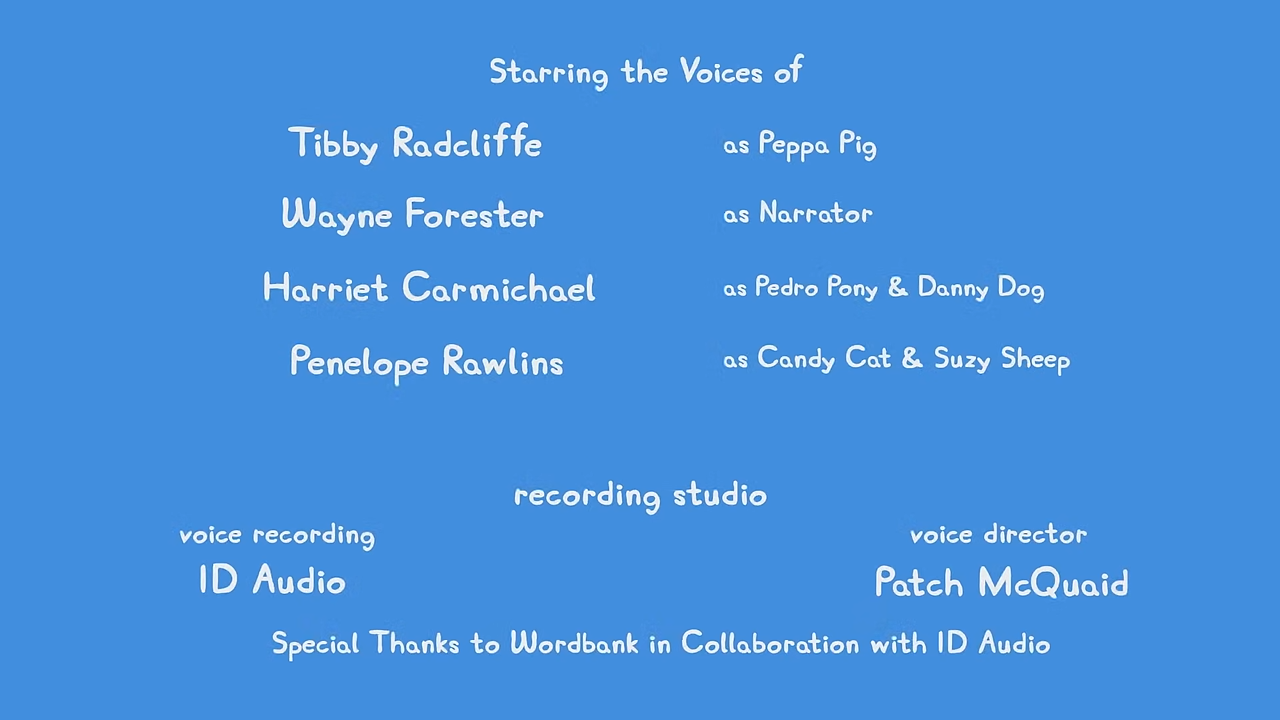 Starring the Voices of
Tibby Radcliffe as Peppa Pig
Wayne Forester as Narrator
Harriet Carmichael as Pedro Pony & Danny Dog
Penelope Rawlins as Candy Cat & Suzy Sheep
recording studio
voice recording voice director
ID Audio Patch McQuaid
Special Thanks to Wordbank in Collaboration with ID Audio